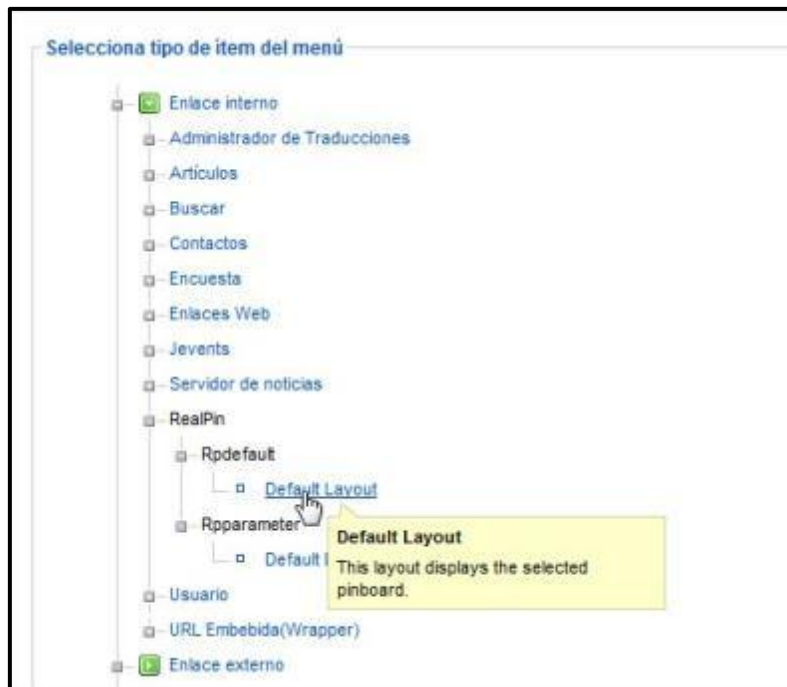 Selecciona tipo de ítem del menú
Enlace interno
Administrador de Traducciones
Artículos
Buscar
Contactos
Encuesta
Enlaces Web
Jevents
Servidor de noticias
RealPin
Rpdefault
Default Layout
Rpparameter
Default
Default Layout
This layout displays the selected
pinboard.
Usuario
URL Embebida(Wrapper)
Enlace externo